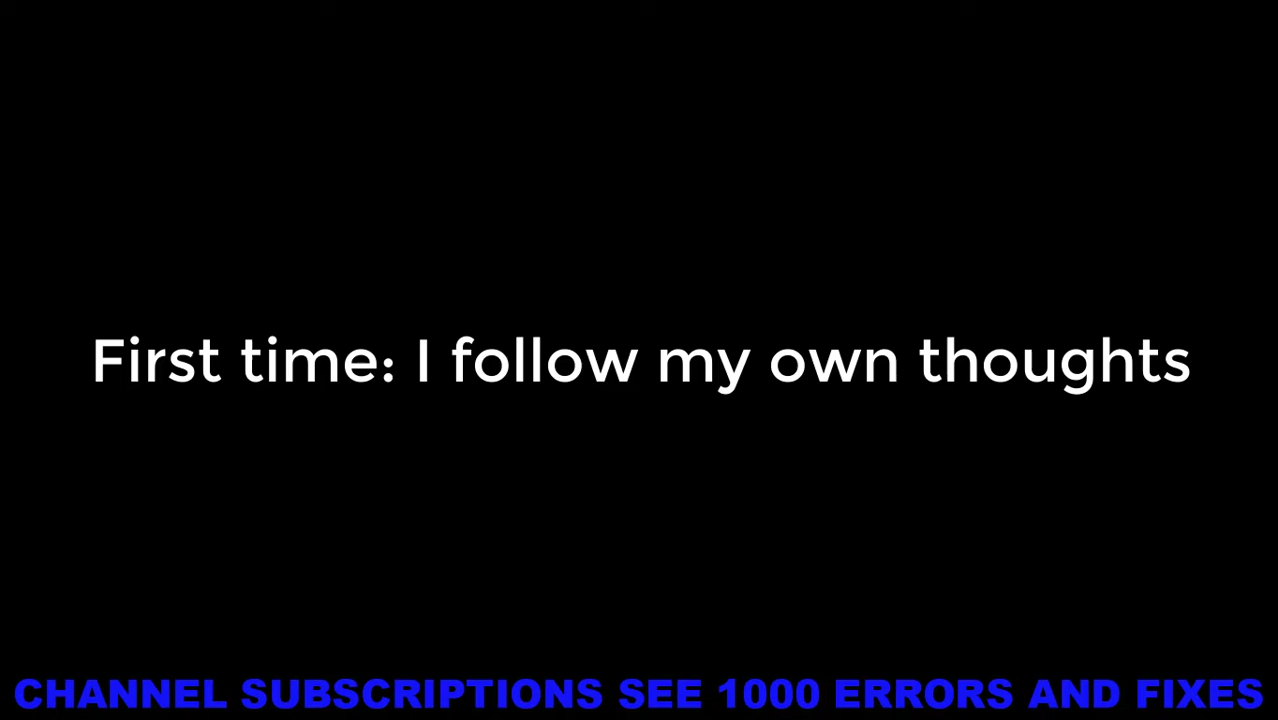 First time: I follow my own thoughts
CHANNEL SUBSCRIPTIONS SEE 1000 ERRORS AND FIXES